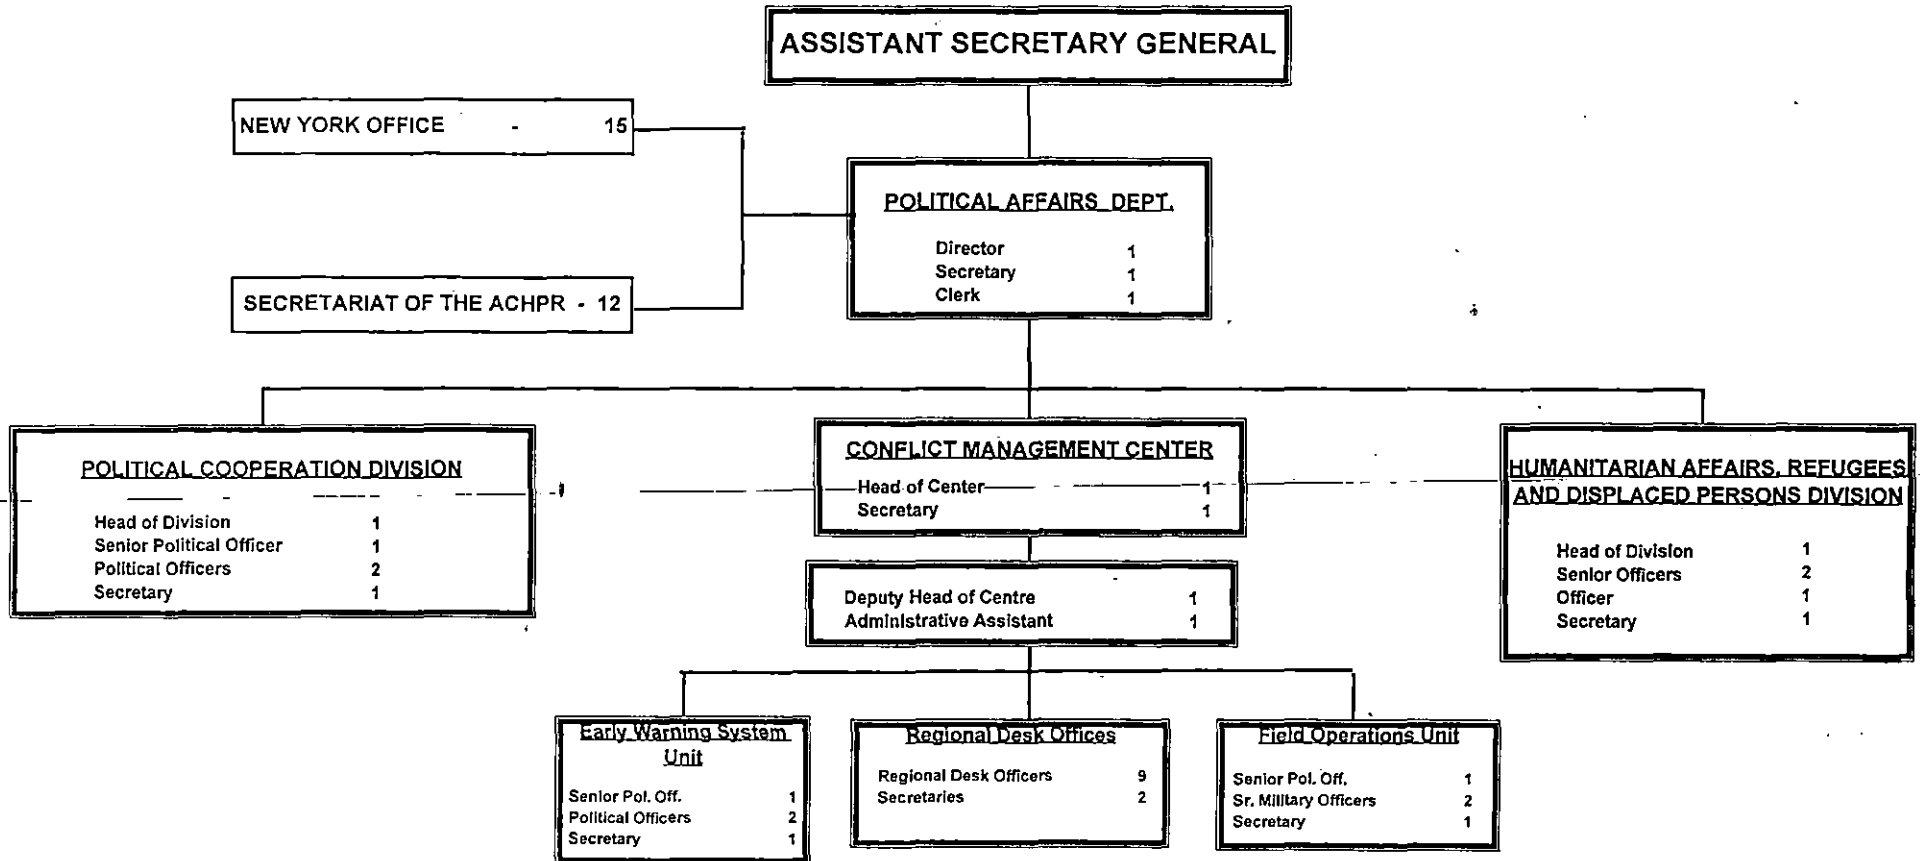 ASSISTANT SECRETARY GENERAL
NEW YORK OFFICE - 15
SECRETARIAT OF THE ACHPR - 12
POLITICAL AFFAIRS DEPT.
Director 1
Secretary 1
Clerk 1
POLITICAL COOPERATION DIVISION
Head of Division 1
Senior Political Officer 1
Political Officers 2
Secretary 1
CONFLICT MANAGEMENT CENTER
Head of Center 1
Secretary 1
Deputy Head of Centre 1
Administrative Assistant 1
HUMANITARIAN AFFAIRS, REFUGEES
AND DISPLACED PERSONS DIVISION
Head of Division 1
Senior Officers 2
Officer 1
Secretary 1
Early Warning System
Unit
Senior Pol. Off. 1
Political Officers 2
Secretary 1
Regional Desk Offices
Regional Desk Officers 9
Secretaries 2
Field Operations Unit
Senior Pol. Off. 1
Sr. Military Officers 2
Secretary 1